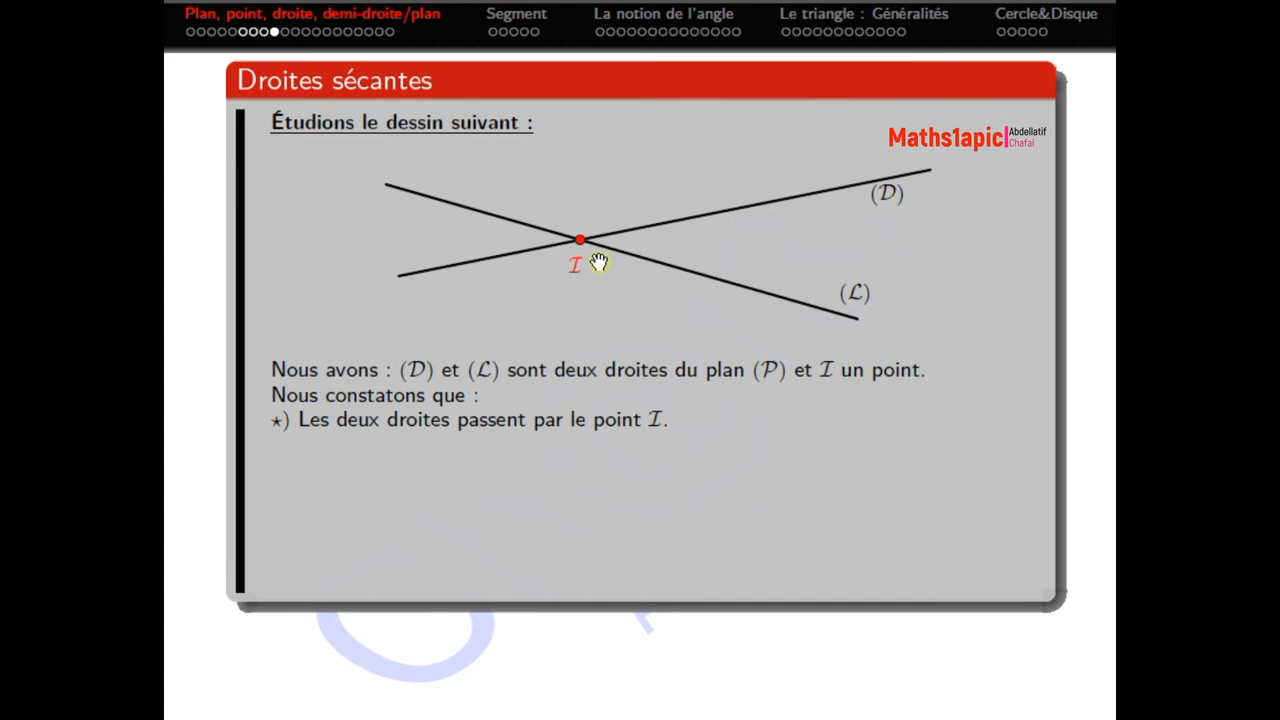 Plan, point, droite, demi-droite/plan
Segment
La notion de l'angle
Le triangle : Généralités
Cercle&Disque
Droites sécantes
Étudions le dessin suivant :
Maths1apic
Abdellatif
Chafai
(D)
I
(L)
Nous avons : (D) et (L) sont deux droites du plan (P) et I un point.
Nous constatons que :
⋆) Les deux droites passent par le point I.